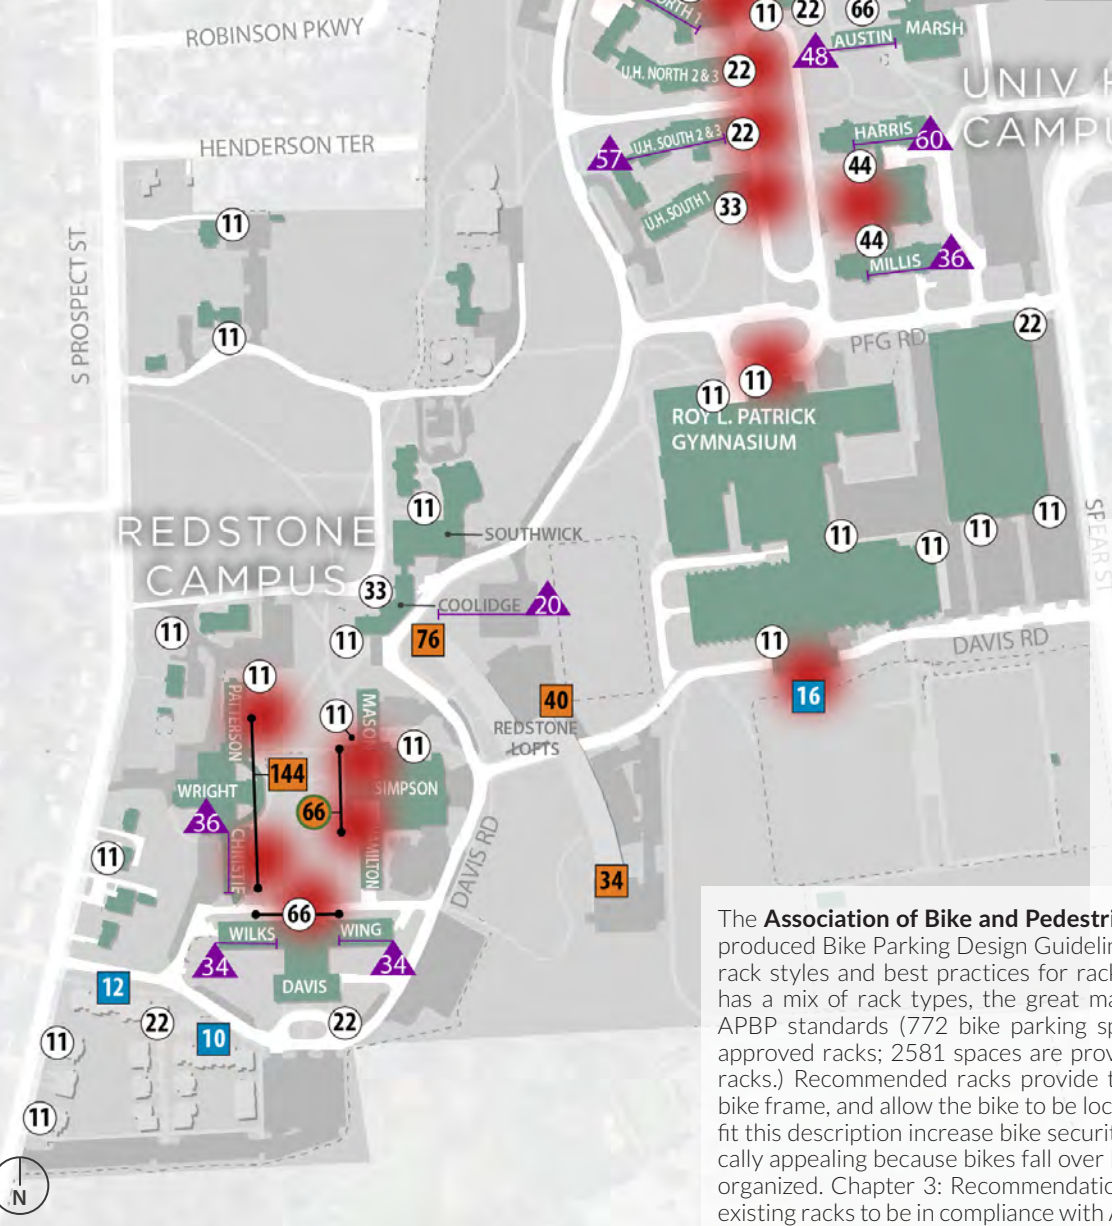 ORTH 1
11
22
66
MARSH
AUSTIN
48
ROBINSON PKWY
U.H. NORTH 2 & 3
22
UNIV H
CAMPU
HENDERSON TER
57
U.H. SOUTH 2 & 3
22
HARRIS
60
44
U.H. SOUTH 1
33
11
44
MILLIS
36
S PROSPECT ST
11
PFG RD
22
11
11
ROY L. PATRICK
GYMNASIUM
11
SOUTHWICK
11
11
11
11
SPEAR ST
REDSTONE
CAMPUS
33
COOLIDGE
20
11
11
76
11
DAVIS RD
11
PATTERSON
16
40
MASON
11
REDSTONE
LOFTS
11
144
WRIGHT
SIMPSON
36
66
CHRISTIE
HAMILTON
DAVIS RD
11
34
66
WILKS
WING
34
34
DAVIS
12
22
10
22
11
11
N
The Association of Bike and Pedestri
produced Bike Parking Design Guidelin
rack styles and best practices for rack
has a mix of rack types, the great ma
APBP standards (772 bike parking sp
approved racks; 2581 spaces are prov
racks.) Recommended racks provide t
bike frame, and allow the bike to be loc
fit this description increase bike securit
cally appealing because bikes fall over l
organized. Chapter 3: Recommendatio
existing racks to be in compliance with A